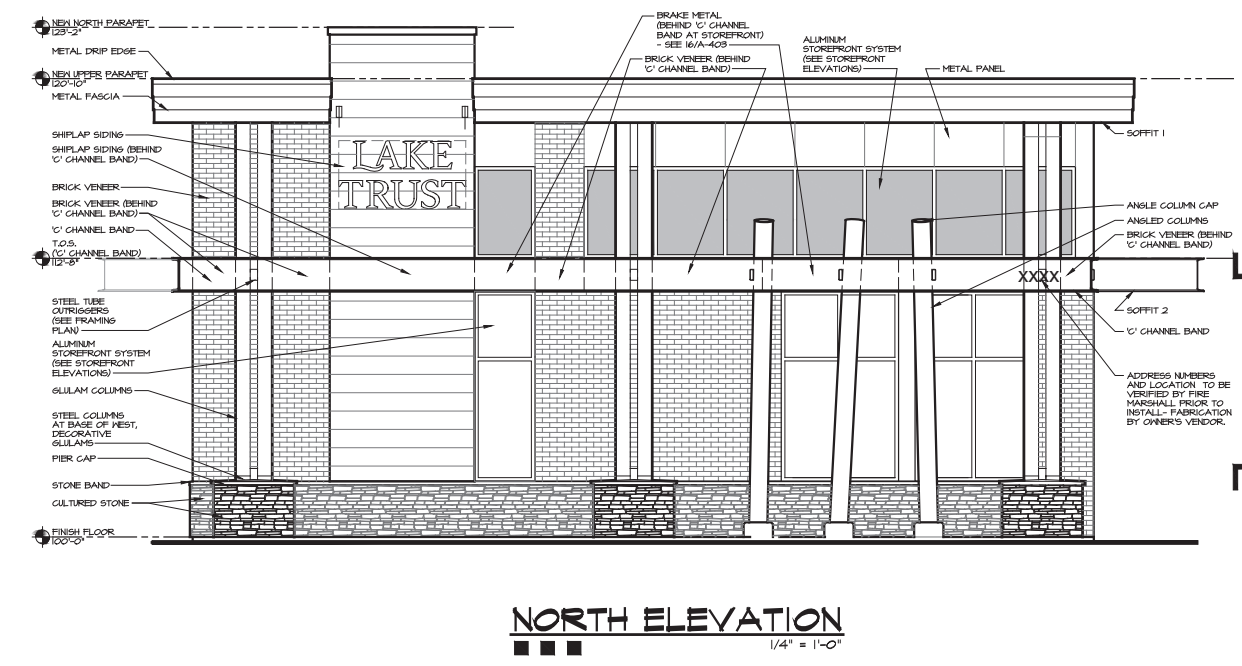 NEW NORTH PARAPET
123'-2"
METAL DRIP EDGE
NEW UPPER PARAPET
120'-10"
METAL FASCIA
SHIPLAP SIDING
SHIPLAP SIDING (BEHIND
'C' CHANNEL BAND)
BRICK VENEER
BRICK VENEER (BEHIND
'C' CHANNEL BAND)
'C' CHANNEL BAND
T.O.S.
('C' CHANNEL BAND)
112'-8"
STEEL TUBE
OUTRIGGERS
(SEE FRAMING
PLAN)
ALUMINUM
STOREFRONT SYSTEM
(SEE STOREFRONT
ELEVATIONS)
GLULAM COLUMNS
STEEL COLUMNS
AT BASE OF WEST,
DECORATIVE
GLULAMS
PIER CAP
STONE BAND
CULTURED STONE
FINISH FLOOR
100'-0"
LAKE
TRUST
BRAKE METAL
(BEHIND 'C' CHANNEL
BAND AT STOREFRONT)
- SEE 16/A-403
BRICK VENEER (BEHIND
'C' CHANNEL BAND)
ALUMINUM
STOREFRONT SYSTEM
(SEE STOREFRONT
ELEVATIONS)
METAL PANEL
SOFFIT 1
ANGLE COLUMN CAP
ANGLED COLUMNS
BRICK VENEER (BEHIND
'C' CHANNEL BAND)
XXXX
SOFFIT 2
'C' CHANNEL BAND
ADDRESS NUMBERS
AND LOCATION TO BE
VERIFIED BY FIRE
MARSHALL PRIOR TO
INSTALL- FABRICATION
BY OWNER'S VENDOR.
NORTH ELEVATION
1/4" = 1'-0"